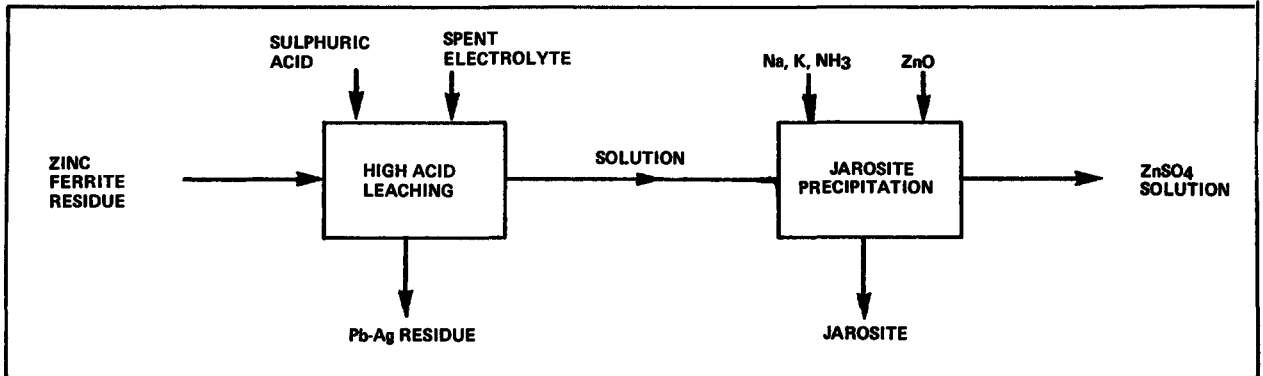 SULPHURIC
ACID
SPENT
ELECTROLYTE
Na, K, NH3
ZnO
ZINC
FERRITE
RESIDUE
HIGH ACID
LEACHING
SOLUTION
JAROSITE
PRECIPITATION
ZnSO4
SOLUTION
Pb-Ag RESIDUE
JAROSITE